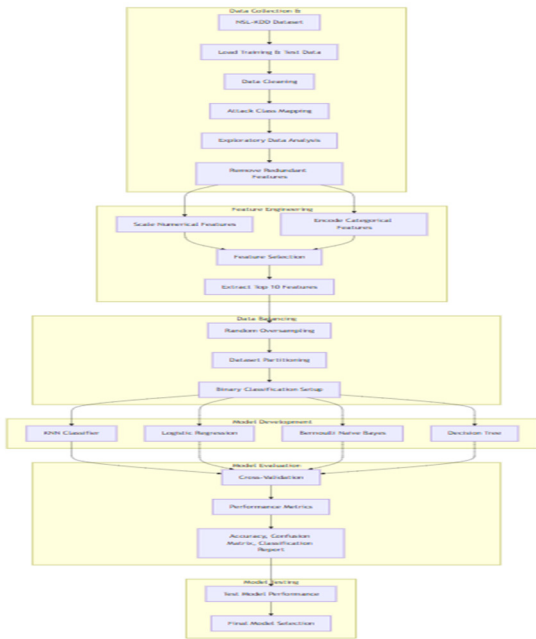 Data Collection &
NSL-KDD Dataset
Load Training & Test Data
Data Cleaning
Attack Class Mapping
Exploratory Data Analysis
Remove Redundant
Features
Feature Engineering
Scale Numerical Features
Encode Categorical
Features
Feature Selection
Extract Top 10 Features
Data Balancing
Random Oversampling
Dataset Partitioning
Binary Classification Setup
Model Development
KNN Classifier
Logistic Regression
Bernoulli Naive Bayes
Decision Tree
Model Evaluation
Cross-Validation
Performance Metrics
Accuracy, Confusion
Matrix, Classification
Report
Model Testing
Test Model Performance
Final Model Selection